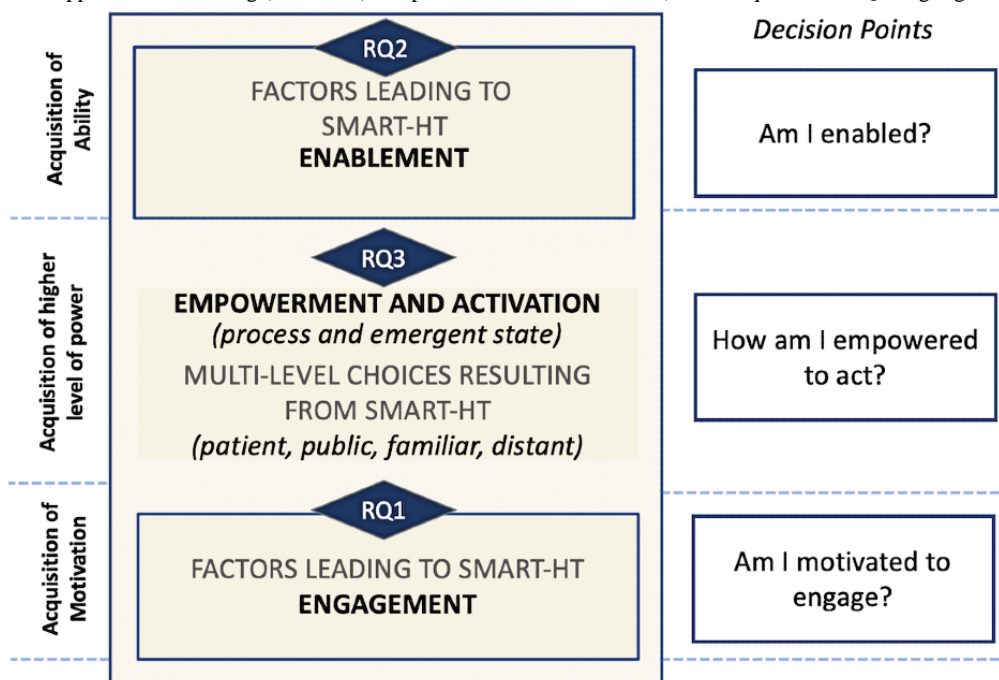 Decision Points
Acquisition of
Ability
RQ2
FACTORS LEADING TO
SMART-HT
ENABLEMENT
Am I enabled?
Acquisition of higher
level of power
RQ3
EMPOWERMENT AND ACTIVATION
(process and emergent state)
MULTI-LEVEL CHOICES RESULTING
FROM SMART-HT
(patient, public, familiar, distant)
How am I empowered
to act?
Acquisition of
Motivation
RQ1
FACTORS LEADING TO SMART-HT
ENGAGEMENT
Am I motivated to
engage?